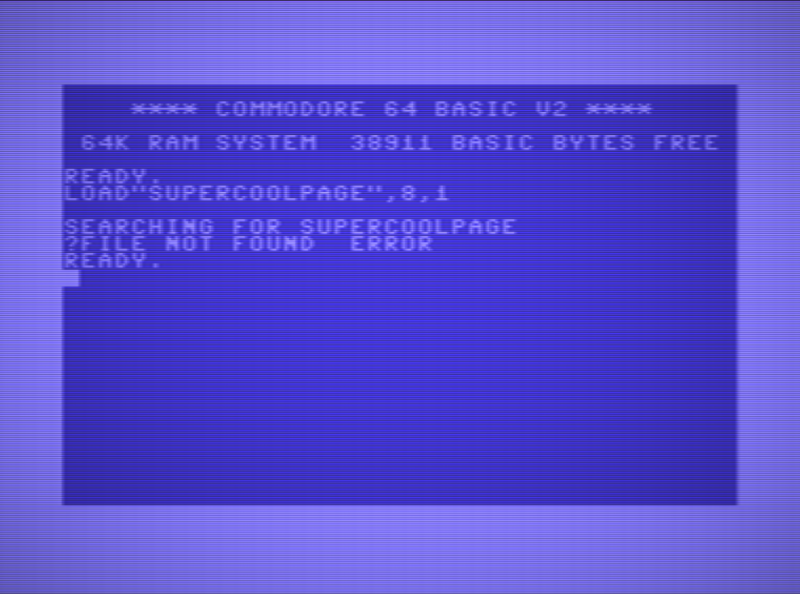 **** COMMODORE 64 BASIC V2 ****
64K RAM SYSTEM  38911 BASIC BYTES FREE
READY.
LOAD"SUPERCOOLPAGE",8,1
SEARCHING FOR SUPERCOOLPAGE
?FILE NOT FOUND  ERROR
READY.